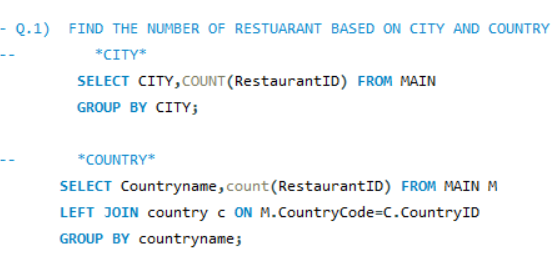 - Q.1) FIND THE NUMBER OF RESTUARANT BASED ON CITY AND COUNTRY
-- *CITY*
SELECT CITY,COUNT(RestaurantID) FROM MAIN
GROUP BY CITY;
-- *COUNTRY*
SELECT Countryname,count(RestaurantID) FROM MAIN M
LEFT JOIN country c ON M.CountryCode=C.CountryID
GROUP BY countryname;